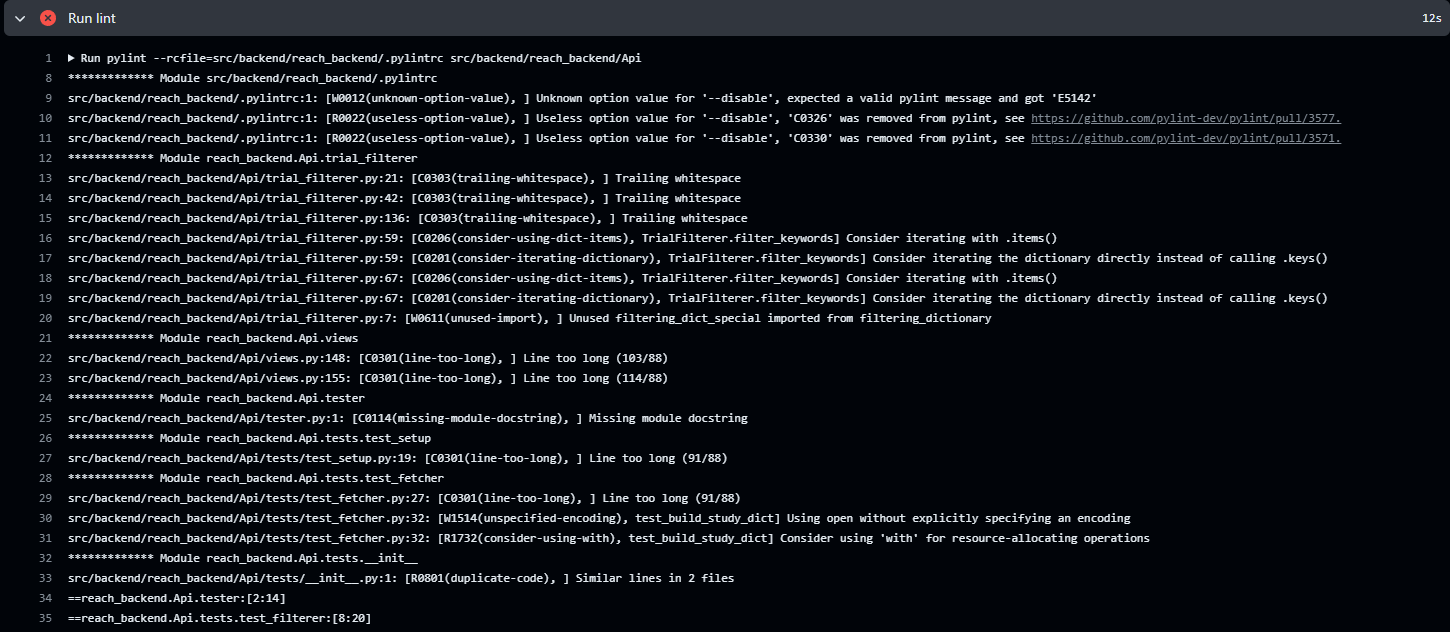 Run lint 12s
1 Run pylint --rcfile=src/backend/reach_backend/.pylintrc src/backend/reach_backend/Api
8 ************* Module src/backend/reach_backend/.pylintrc
9 src/backend/reach_backend/.pylintrc:1: [W0012(unknown-option-value), ] Unknown option value for '--disable', expected a valid pylint message and got 'E5142'
10 src/backend/reach_backend/.pylintrc:1: [R0022(useless-option-value), ] Useless option value for '--disable', 'C0326' was removed from pylint, see https://github.com/pylint-dev/pylint/pull/3577.
11 src/backend/reach_backend/.pylintrc:1: [R0022(useless-option-value), ] Useless option value for '--disable', 'C0330' was removed from pylint, see https://github.com/pylint-dev/pylint/pull/3571.
12 ************* Module reach_backend.Api.trial_filterer
13 src/backend/reach_backend/Api/trial_filterer.py:21: [C0303(trailing-whitespace), ] Trailing whitespace
14 src/backend/reach_backend/Api/trial_filterer.py:42: [C0303(trailing-whitespace), ] Trailing whitespace
15 src/backend/reach_backend/Api/trial_filterer.py:136: [C0303(trailing-whitespace), ] Trailing whitespace
16 src/backend/reach_backend/Api/trial_filterer.py:59: [C0206(consider-using-dict-items), TrialFilterer.filter_keywords] Consider iterating with .items()
17 src/backend/reach_backend/Api/trial_filterer.py:59: [C0201(consider-iterating-dictionary), TrialFilterer.filter_keywords] Consider iterating the dictionary directly instead of calling .keys()
18 src/backend/reach_backend/Api/trial_filterer.py:67: [C0206(consider-using-dict-items), TrialFilterer.filter_keywords] Consider iterating with .items()
19 src/backend/reach_backend/Api/trial_filterer.py:67: [C0201(consider-iterating-dictionary), TrialFilterer.filter_keywords] Consider iterating the dictionary directly instead of calling .keys()
20 src/backend/reach_backend/Api/trial_filterer.py:7: [W0611(unused-import), ] Unused filtering_dict_special imported from filtering_dictionary
21 ************* Module reach_backend.Api.views
22 src/backend/reach_backend/Api/views.py:148: [C0301(line-too-long), ] Line too long (103/88)
23 src/backend/reach_backend/Api/views.py:155: [C0301(line-too-long), ] Line too long (114/88)
24 ************* Module reach_backend.Api.tester
25 src/backend/reach_backend/Api/tester.py:1: [C0114(missing-module-docstring), ] Missing module docstring
26 ************* Module reach_backend.Api.tests.test_setup
27 src/backend/reach_backend/Api/tests/test_setup.py:19: [C0301(line-too-long), ] Line too long (91/88)
28 ************* Module reach_backend.Api.tests.test_fetcher
29 src/backend/reach_backend/Api/tests/test_fetcher.py:27: [C0301(line-too-long), ] Line too long (91/88)
30 src/backend/reach_backend/Api/tests/test_fetcher.py:32: [W1514(unspecified-encoding), test_build_study_dict] Using open without explicitly specifying an encoding
31 src/backend/reach_backend/Api/tests/test_fetcher.py:32: [R1732(consider-using-with), test_build_study_dict] Consider using 'with' for resource-allocating operations
32 ************* Module reach_backend.Api.tests.__init__
33 src/backend/reach_backend/Api/tests/__init__.py:1: [R0801(duplicate-code), ] Similar lines in 2 files
34 ==reach_backend.Api.tester:[2:14]
35 ==reach_backend.Api.tests.test_filterer:[8:20]